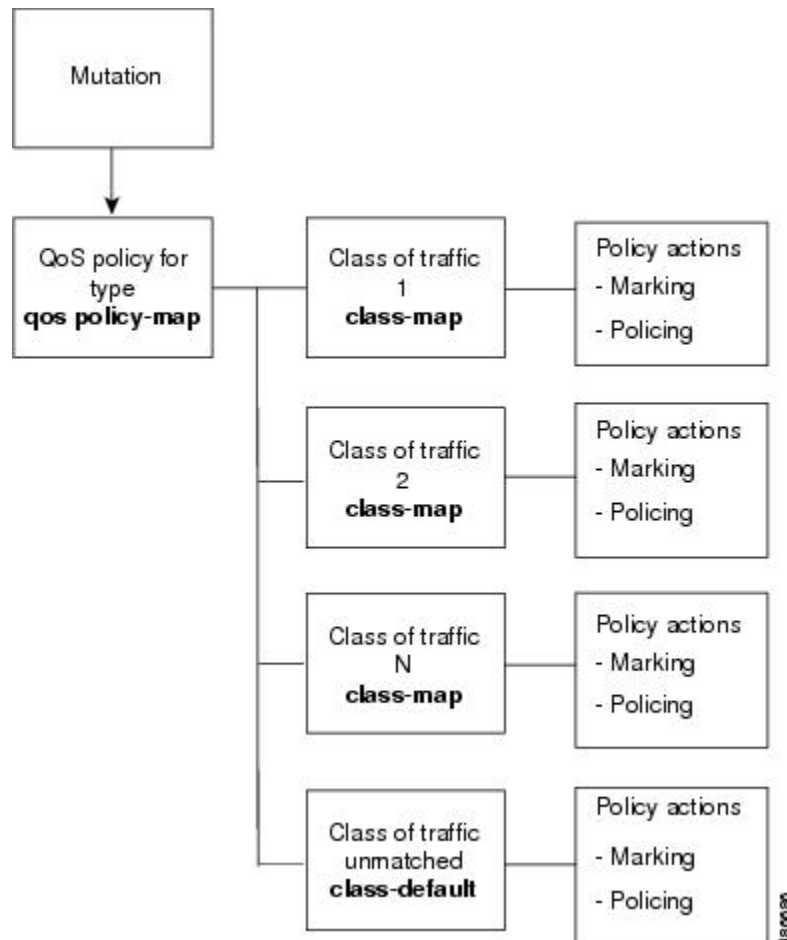 Mutation
QoS policy for
type
qos policy-map
Class of traffic
1
class-map
Policy actions
- Marking
- Policing
Class of traffic
2
class-map
Policy actions
- Marking
- Policing
Class of traffic
N
class-map
Policy actions
- Marking
- Policing
Class of traffic
unmatched
class-default
Policy actions
- Marking
- Policing